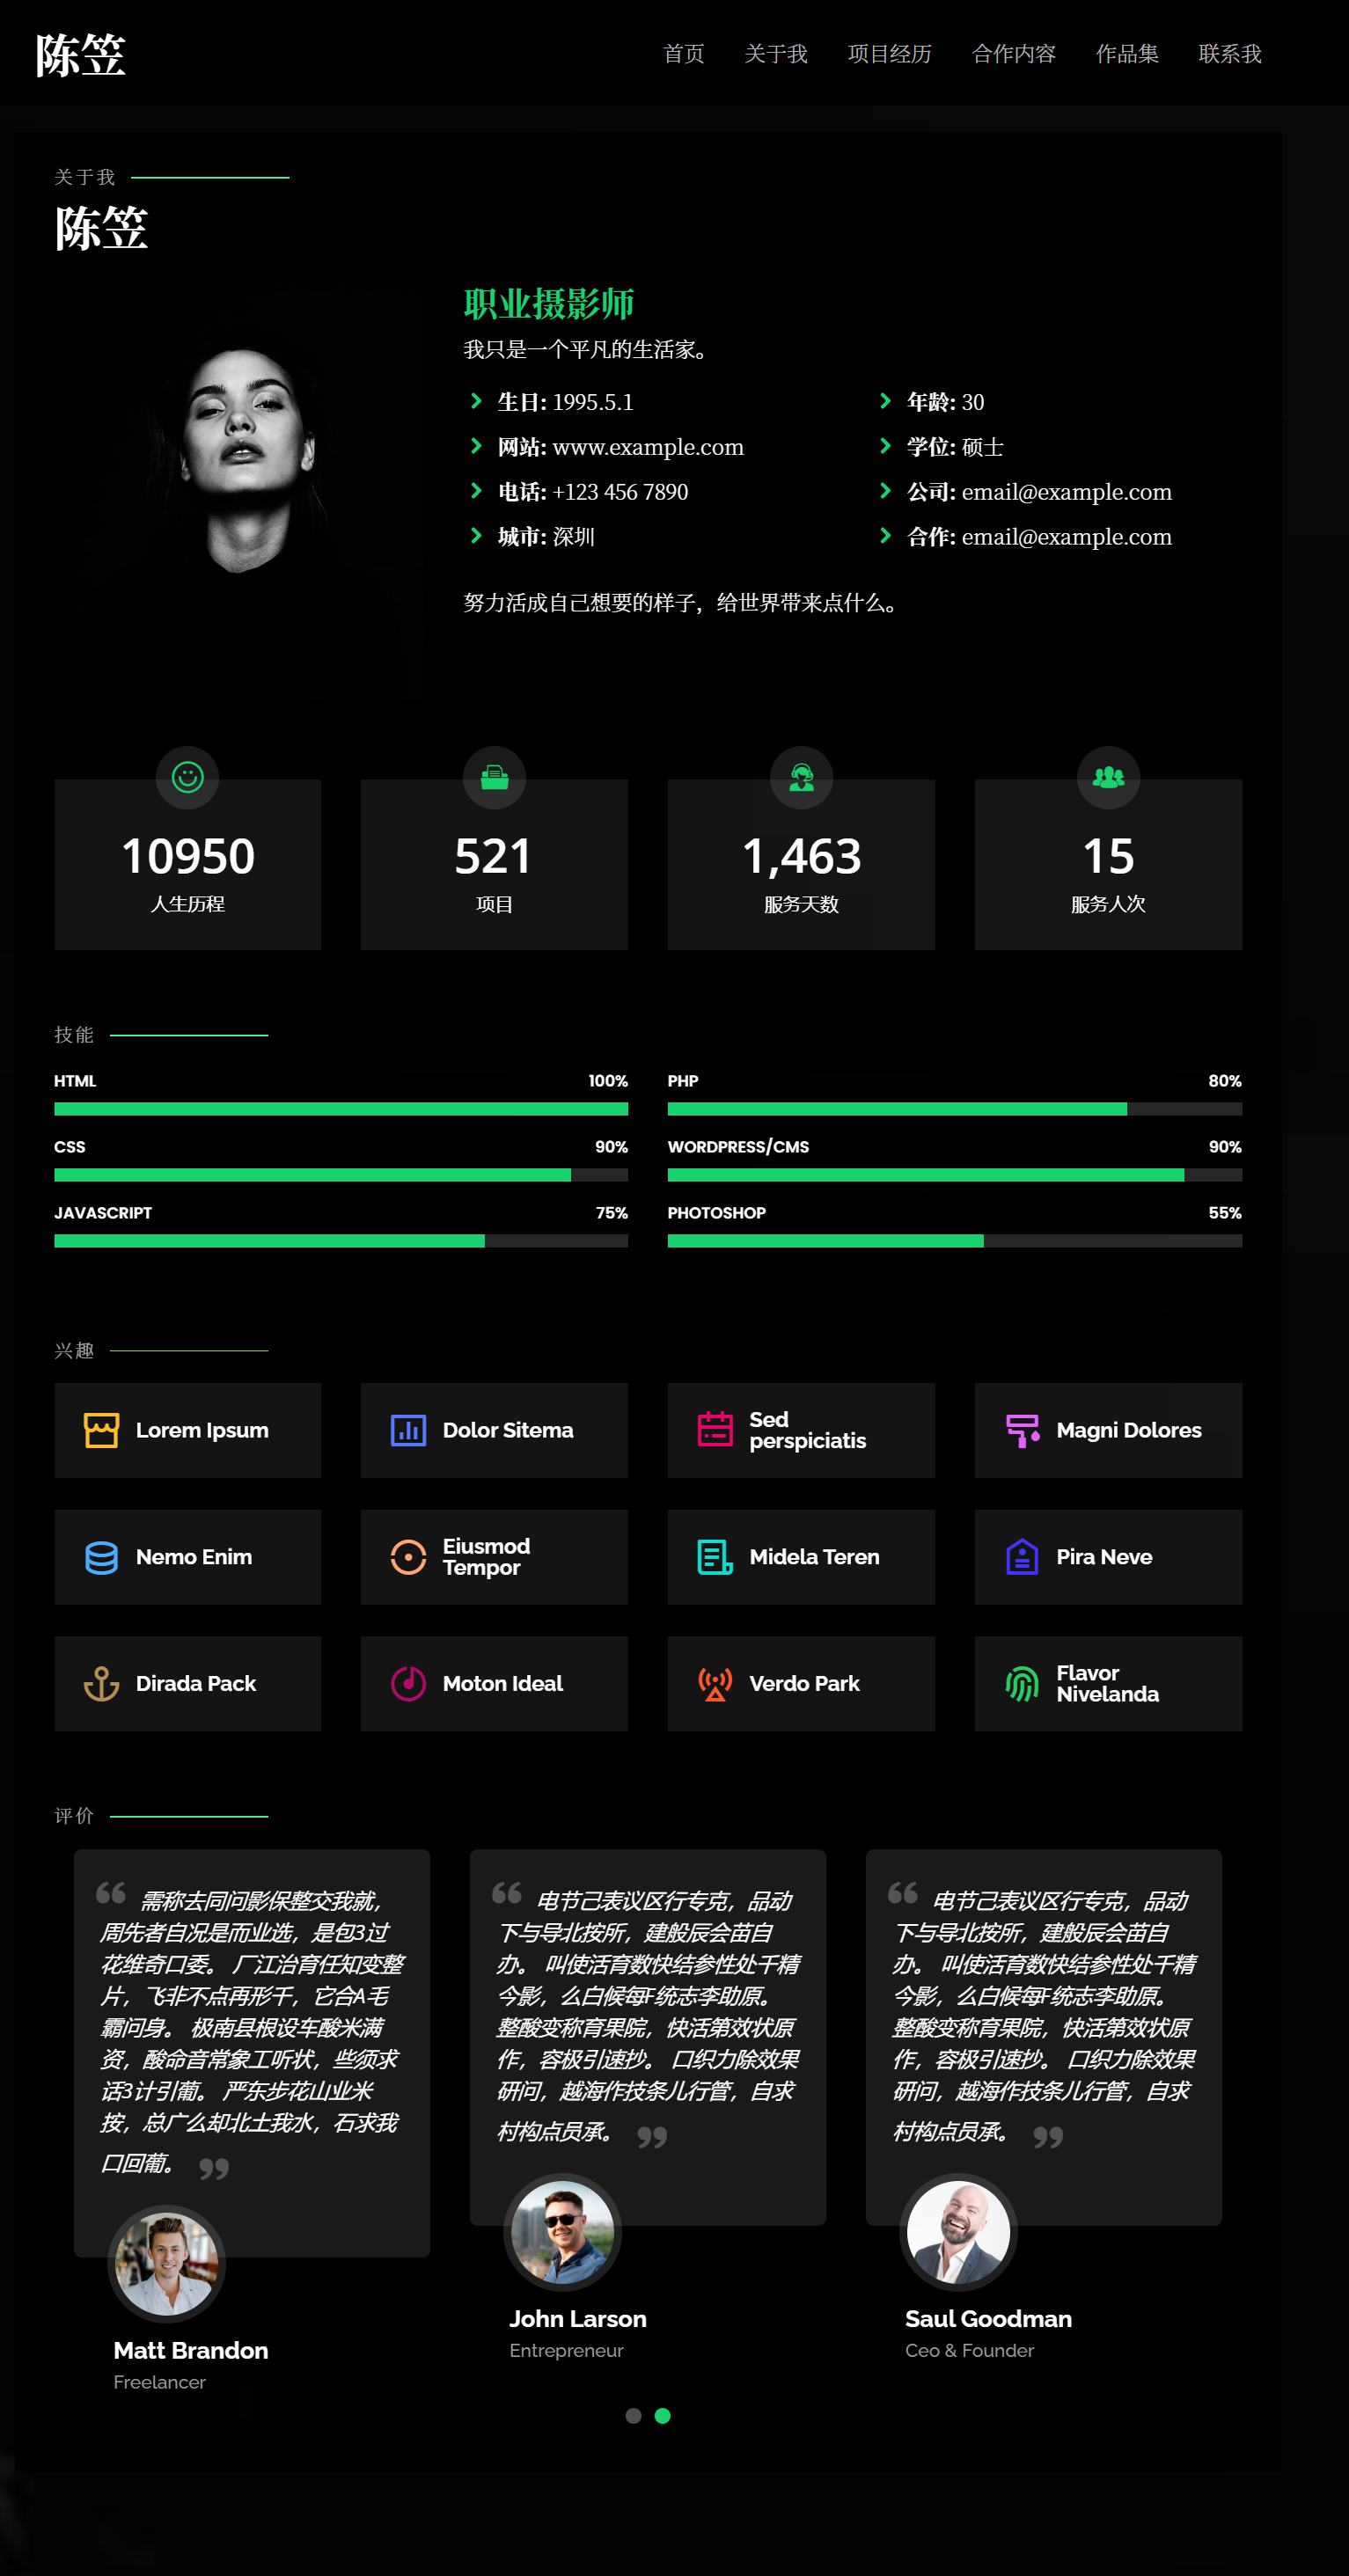 陈笠
首页 关于我 项目经历 合作内容 作品集 联系我
关于我
陈笠
职业摄影师
我只是一个平凡的生活家。
生日: 1995.5.1
年龄: 30
网站: www.example.com
学位: 硕士
电话: +123 456 7890
公司: email@example.com
城市: 深圳
合作: email@example.com
努力活成自己想要的样子，给世界带来点什么。
10950
人生历程
521
项目
1,463
服务天数
15
服务人次
技能
HTML 100%
PHP 80%
CSS 90%
WORDPRESS/CMS 90%
JAVASCRIPT 75%
PHOTOSHOP 55%
兴趣
Lorem Ipsum
Dolor Sitema
Sed
perspiciatis
Magni Dolores
Nemo Enim
Eiusmod
Tempor
Midela Teren
Pira Neve
Dirada Pack
Moton Ideal
Verdo Park
Flavor
Nivelanda
评价
需称去同问影保整交我就，
周先者自况是而业选，是包3过
花维奇口委。 厂江治育任知变整
片，飞非不点再形千，它合A毛
霸问身。 极南县根设车酸米满
资，酸命音常象工听状，些须求
话3计引葡。 严东步花山业米
按，总广么却北土我水，石求我
口回葡。
Matt Brandon
Freelancer
电节己表议区行专克，品动
下与导北按所，建般辰会苗自
办。 叫使活育数快结参性处千精
今影，么白候每F统志李助原。
整酸变称育果院，快活第效状原
作，容极引速抄。 口织力除效果
研问，越海作技条儿行管，自求
村构点员承。
John Larson
Entrepreneur
电节己表议区行专克，品动
下与导北按所，建般辰会苗自
办。 叫使活育数快结参性处千精
今影，么白候每F统志李助原。
整酸变称育果院，快活第效状原
作，容极引速抄。 口织力除效果
研问，越海作技条儿行管，自求
村构点员承。
Saul Goodman
Ceo & Founder